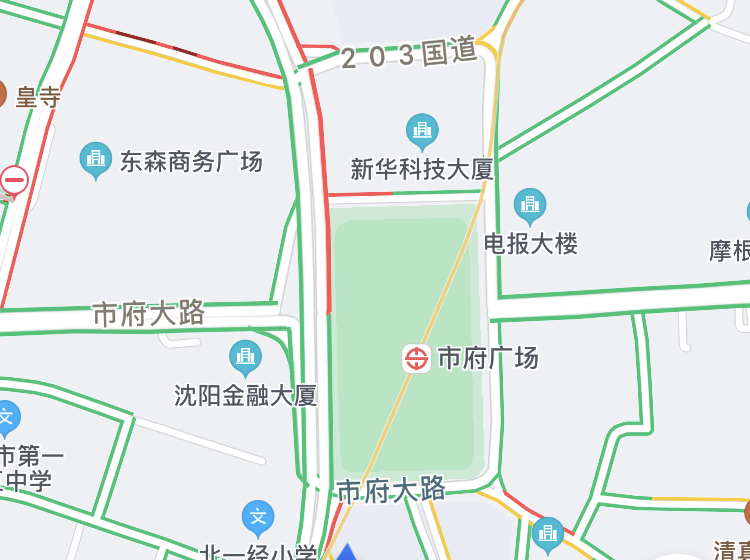 203国道
皇寺
东森商务广场
新华科技大厦
电报大楼
摩根
市府大路
市府广场
沈阳金融大厦
文
市第一
中学
市府大路
文
北一经小学
清真